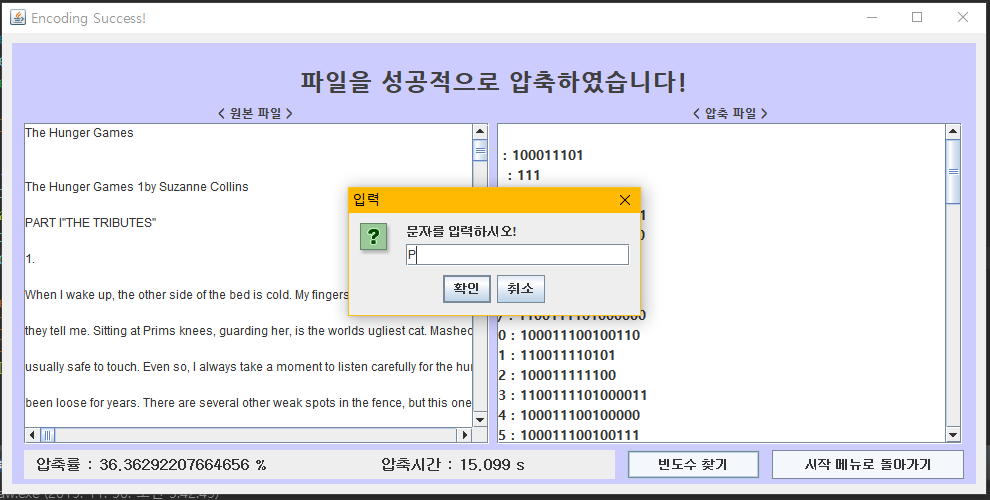 Encoding Success!
파일을 성공적으로 압축하였습니다!
< 원본 파일 >
< 압축 파일 >
The Hunger Games
The Hunger Games 1by Suzanne Collins
PART I"THE TRIBUTES"
1.
When I wake up, the other side of the bed is cold. My fingers
they tell me. Sitting at Prims knees, guarding her, is the worlds ugliest cat. Mashed
usually safe to touch. Even so, I always take a moment to listen carefully for the
been loose for years. There are several other weak spots in the fence, but this one
: 100011101
: 111
입력
문자를 입력하시오!
P
확인
취소
/ : 1100111101000000
0 : 100011100100110
1 : 110011110101
2 : 100011111100
3 : 1100111101000011
4 : 100011100100000
5 : 100011100100111
압축률 : 36.36292207664656 %
압축시간 : 15.099 s
빈도수 찾기
시작 메뉴로 돌아가기